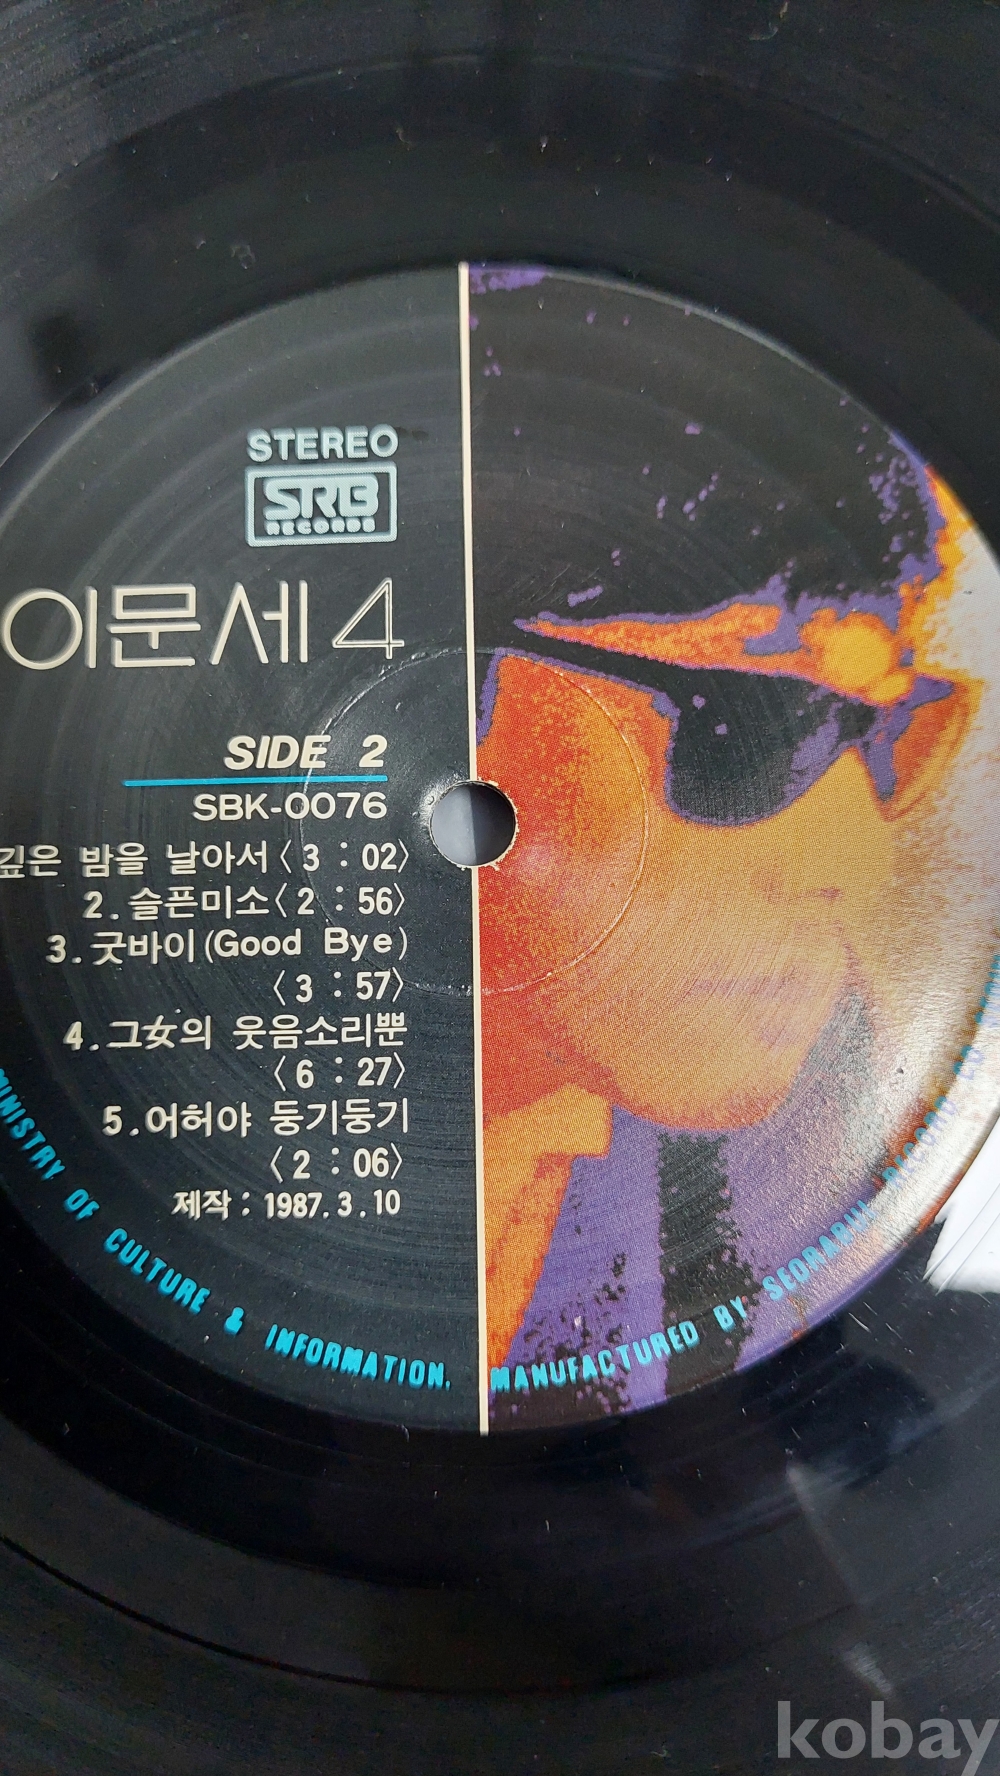 STEREO
SRB
RECORDS
이문세 4
SIDE 2
SBK-0076
깊은 밤을 날아서〈3 : 02〉
2.슬픈미소〈2 : 56〉
3.굿바이(Good Bye)
〈3 : 57〉
4.그女의 웃음소리뿐
〈6 : 27〉
5.어허야 둥기둥기
〈2 : 06〉
제작 : 1987. 3. 10
MINISTRY OF CULTURE & INFORMATION. MANUFACTURED BY SEORABUL RECORD CO
kobay